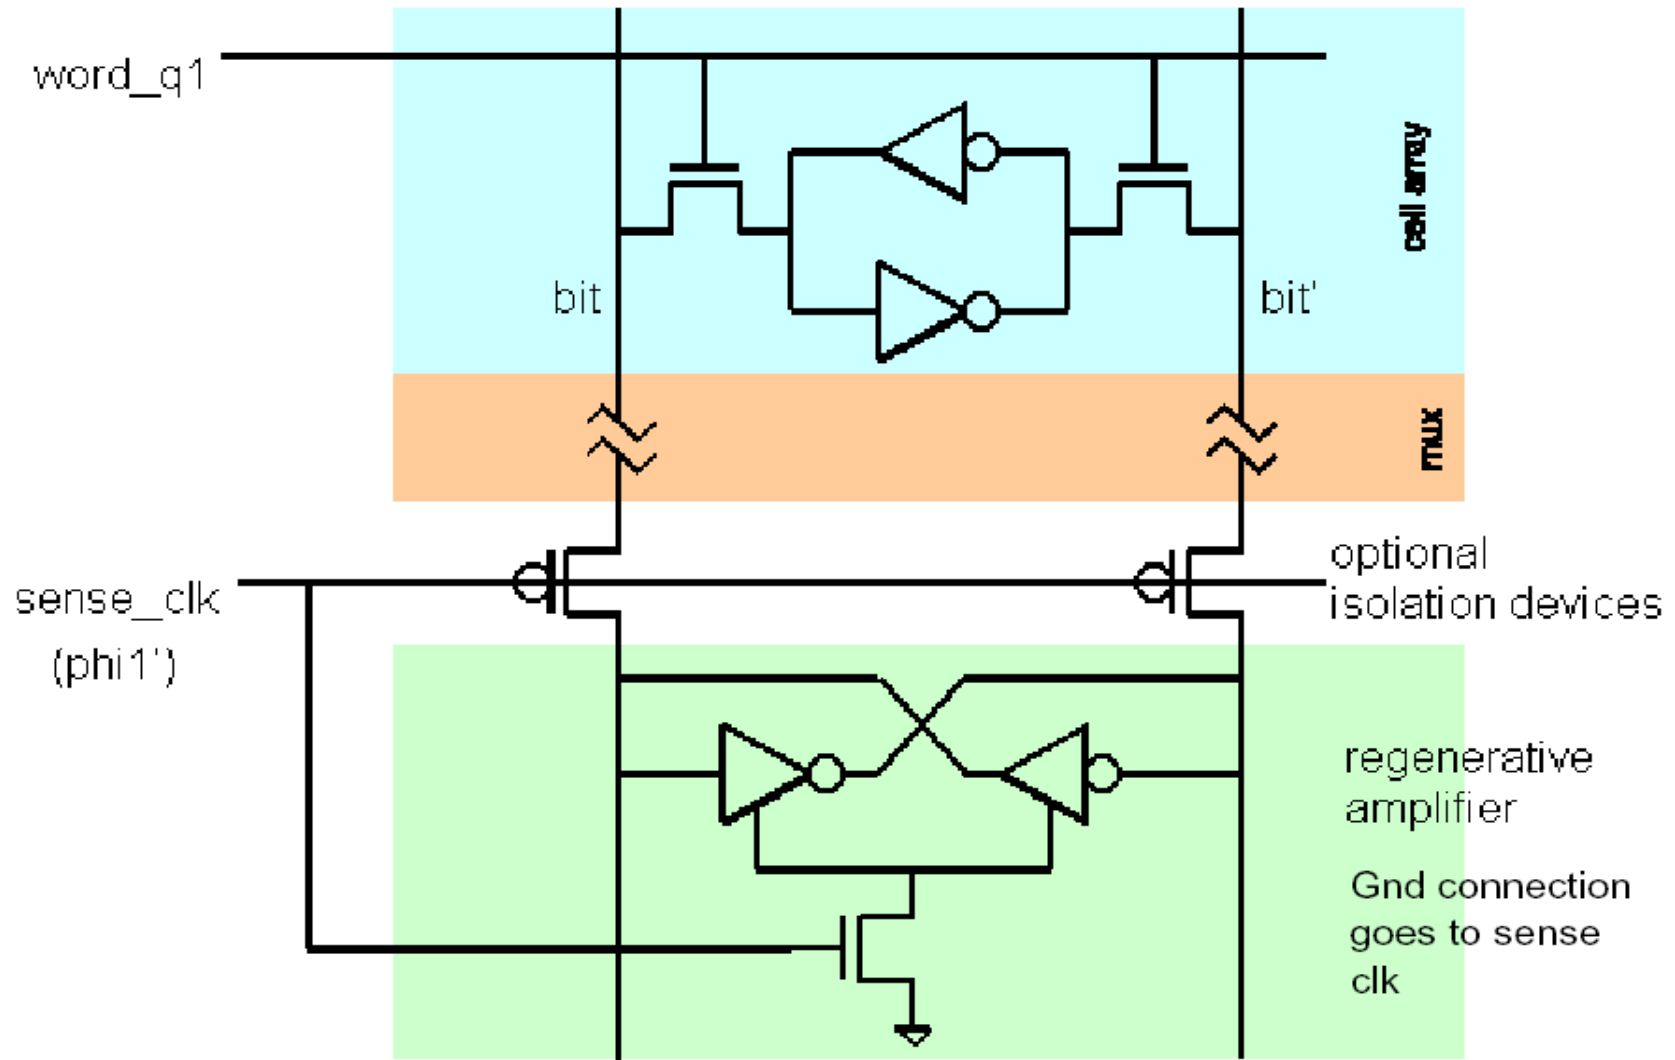 word_q1
cell array
bit
bit'
mux
optional
isolation devices
sense_clk
(phi1')
regenerative
amplifier
Gnd connection
goes to sense
clk